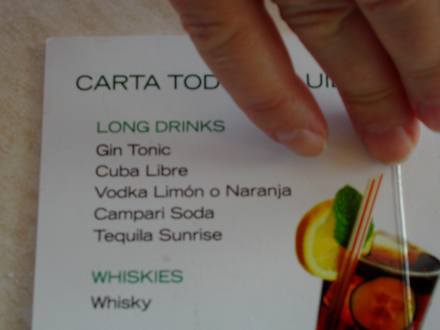 CARTA TOD
LONG DRINKS
Gin Tonic
Cuba Libre
Vodka Limón o Naranja
Campari Soda
Tequila Sunrise
WHISKIES
Whisky